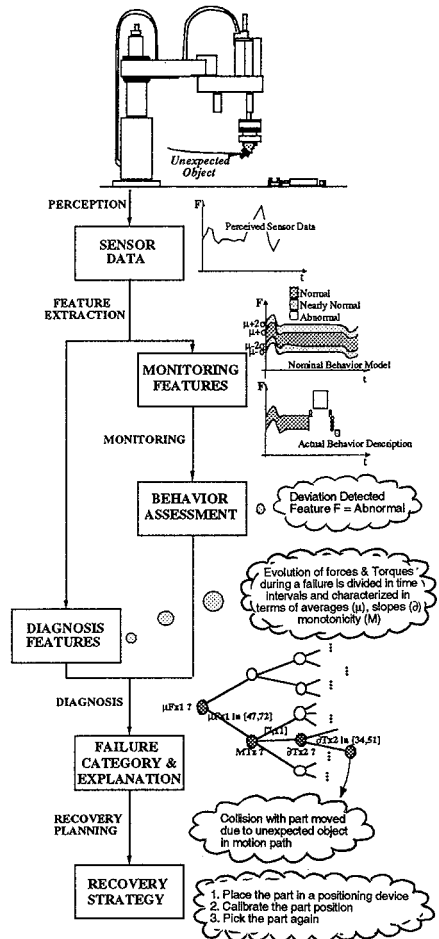 Unexpected
Object
PERCEPTION
SENSOR
DATA
F
Perceived Sensor Data
t
FEATURE
EXTRACTION
F
Normal
Nearly Normal
Abnormal
μ+2σ
μ+σ
μ-2σ
μ-σ
Nominal Behavior Model
t
MONITORING
FEATURES
F
Actual Behavior Description
t
MONITORING
BEHAVIOR
ASSESSMENT
Deviation Detected
Feature F = Abnormal
Evolution of forces & Torques
during a failure is divided in time
intervals and characterized in
terms of averages (μ), slopes (∂)
monotonicity (M)
DIAGNOSIS
FEATURES
DIAGNOSIS
μFx1 ?
μFx1 in [47,72]
MTz ?
∂Tx2 ?
∂Tx2 in [34,51]
FAILURE
CATEGORY &
EXPLANATION
Collision with part moved
due to unexpected object
in motion path
RECOVERY
PLANNING
RECOVERY
STRATEGY
1. Place the part in a positioning device
2. Calibrate the part position
3. Pick the part again